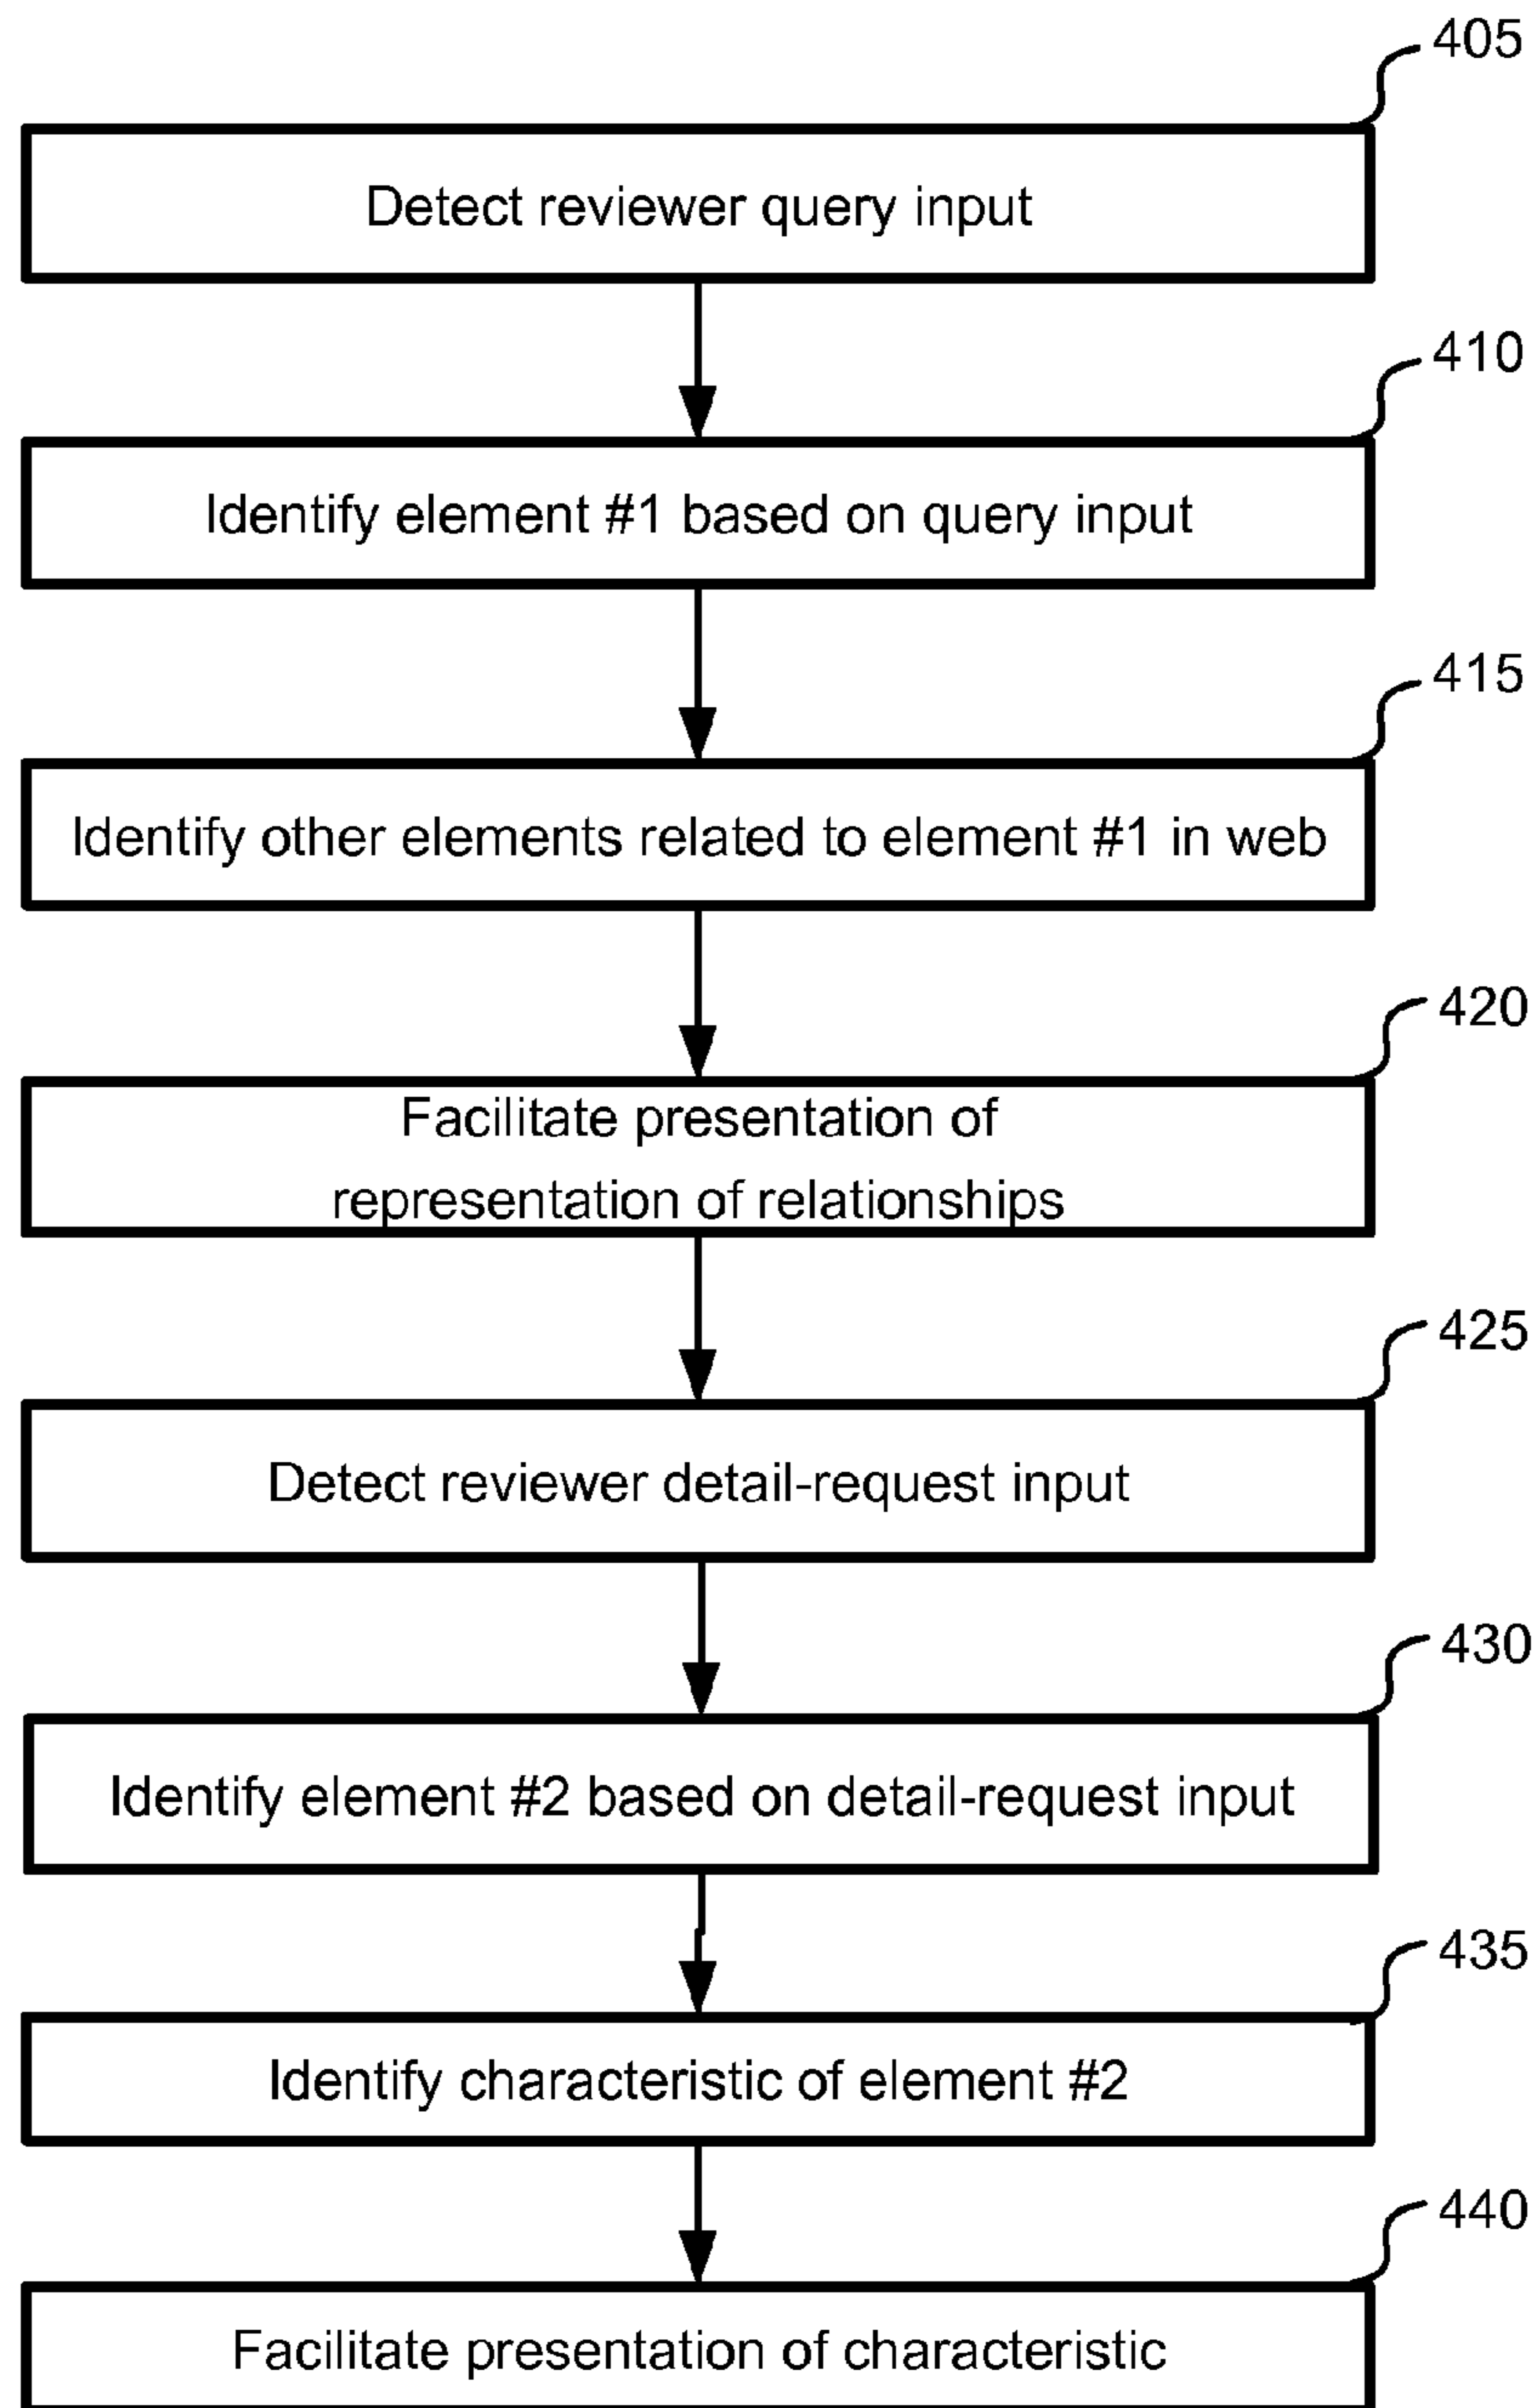 405
Detect reviewer query input
410
Identify element #1 based on query input
415
Identify other elements related to element #1 in web
420
Facilitate presentation of
representation of relationships
425
Detect reviewer detail-request input
430
Identify element #2 based on detail-request input
435
Identify characteristic of element #2
440
Facilitate presentation of characteristic